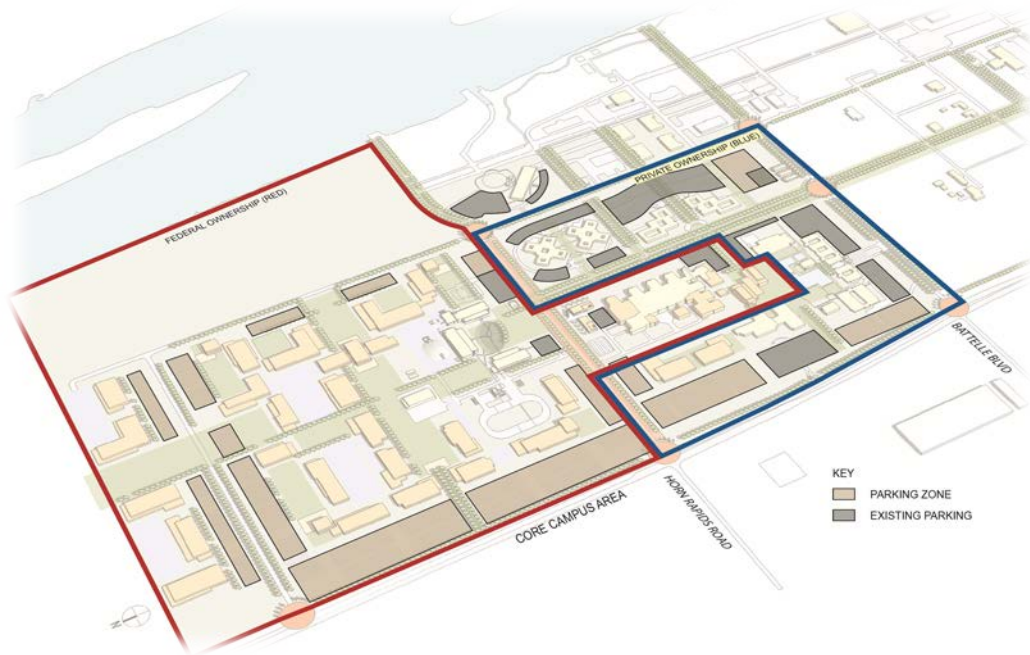 PRIVATE OWNERSHIP (BLUE)
FEDERAL OWNERSHIP (RED)
BATTELLE BLVD
KEY
PARKING ZONE
EXISTING PARKING
HORN RAPIDS ROAD
CORE CAMPUS AREA
N